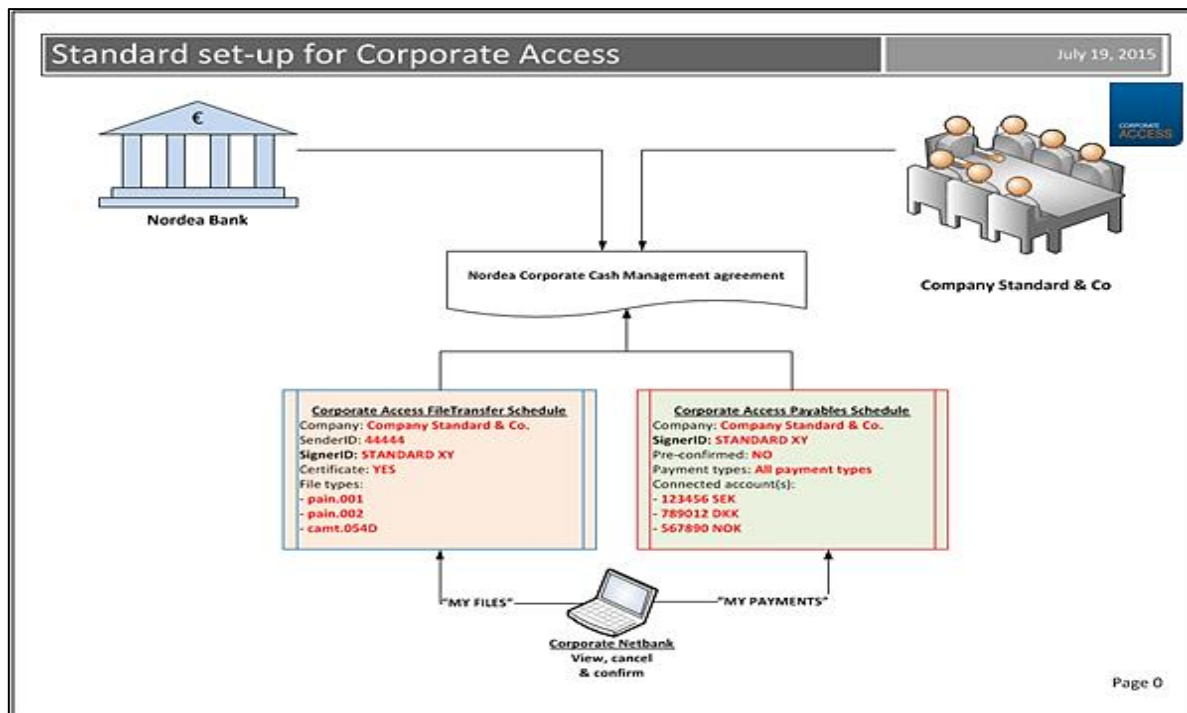 Standard set-up for Corporate Access
July 19, 2015
€
CORPORATE
ACCESS
Nordea Bank
Company Standard & Co
Nordea Corporate Cash Management agreement
Corporate Access FileTransfer Schedule
Company: Company Standard & Co.
SenderID: 44444
SignerID: STANDARD XY
Certificate: YES
File types:
- pain.001
- pain.002
- camt.054D
Corporate Access Payables Schedule
Company: Company Standard & Co.
SignerID: STANDARD XY
Pre-confirmed: NO
Payment types: All payment types
Connected account(s):
- 123456 SEK
- 789012 DKK
- 567890 NOK
"MY FILES"
"MY PAYMENTS"
Corporate Netbank
View, cancel
& confirm
Page 0